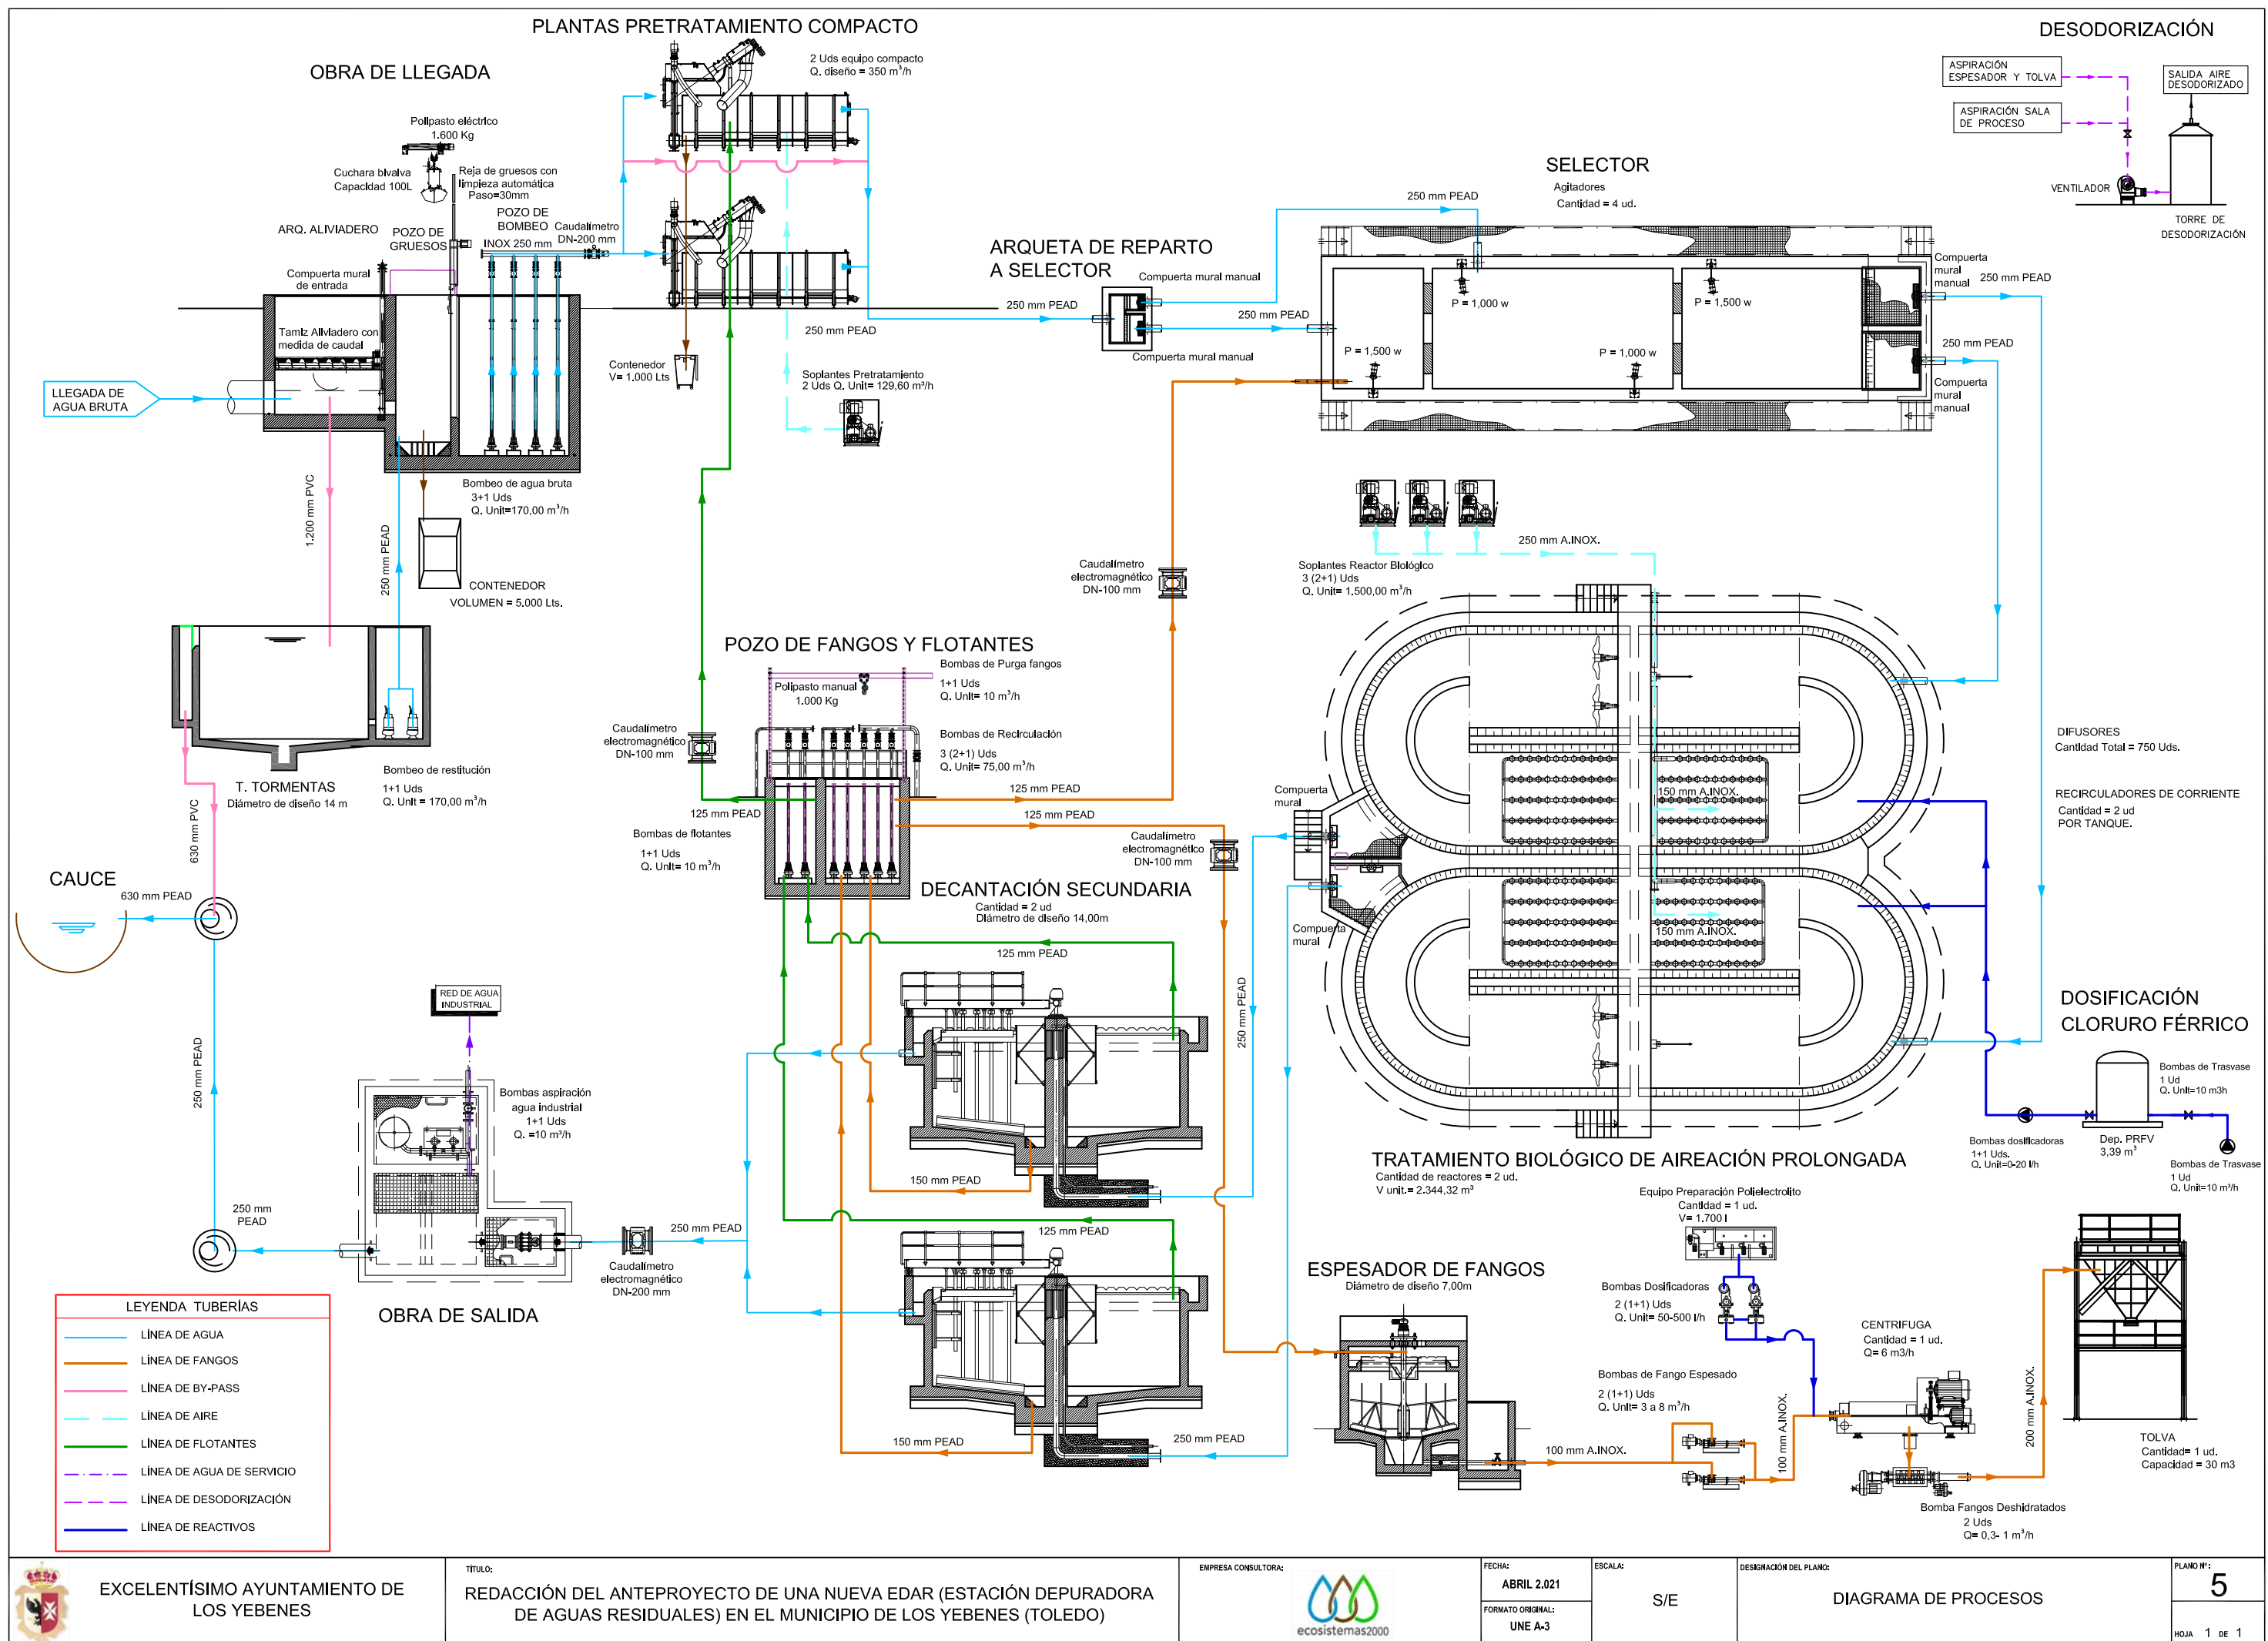 PLANTAS PRETRATAMIENTO COMPACTO
2 Uds equipo compacto
Q. diseño = 350 m³/h
DESODORIZACIÓN
ASPIRACIÓN
ESPESADOR Y TOLVA
ASPIRACIÓN SALA
DE PROCESO
SALIDA AIRE
DESODORIZADO
VENTILADOR
TORRE DE
DESODORIZACIÓN
OBRA DE LLEGADA
Polipasto eléctrico
1.600 Kg
Cuchara bivalva
Capacidad 100L
Reja de gruesos con
limpieza automática
Paso=30mm
ARQ. ALIVIADERO
POZO DE
GRUESOS
POZO DE
BOMBEO
INOX 250 mm
Caudalímetro
DN-200 mm
Compuerta mural
de entrada
Tamiz Aliviadero con
medida de caudal
LLEGADA DE
AGUA BRUTA
Bombeo de agua bruta
3+1 Uds
Q. Unit=170,00 m³/h
1.200 mm PVC
250 mm PEAD
CONTENEDOR
VOLUMEN = 5.000 Lts.
Contenedor
V= 1.000 Lts
250 mm PEAD
Soplantes Pretratamiento
2 Uds Q. Unit= 129,60 m³/h
ARQUETA DE REPARTO
A SELECTOR
Compuerta mural manual
250 mm PEAD
Compuerta mural manual
250 mm PEAD
250 mm PEAD
SELECTOR
Agitadores
Cantidad = 4 ud.
P = 1,000 w
P = 1,500 w
P = 1,500 w
P = 1,000 w
Compuerta
mural
manual
250 mm PEAD
250 mm PEAD
Compuerta
mural
manual
T. TORMENTAS
Diámetro de diseño 14 m
Bombeo de restitución
1+1 Uds
Q. Unit = 170,00 m³/h
630 mm PVC
CAUCE
630 mm PEAD
250 mm PEAD
250 mm
PEAD
POZO DE FANGOS Y FLOTANTES
Polipasto manual
1.000 Kg
Bombas de Purga fangos
1+1 Uds
Q. Unit= 10 m³/h
Bombas de Recirculación
3 (2+1) Uds
Q. Unit= 75,00 m³/h
Caudalímetro
electromagnético
DN-100 mm
125 mm PEAD
Bombas de flotantes
1+1 Uds
Q. Unit= 10 m³/h
125 mm PEAD
125 mm PEAD
Caudalímetro
electromagnético
DN-100 mm
Caudalímetro
electromagnético
DN-100 mm
Soplantes Reactor Biológico
3 (2+1) Uds
Q. Unit= 1.500,00 m³/h
250 mm A.INOX.
150 mm A.INOX.
150 mm A.INOX.
Compuerta
mural
Compuerta
mural
DIFUSORES
Cantidad Total = 750 Uds.
RECIRCULADORES DE CORRIENTE
Cantidad = 2 ud
POR TANQUE.
TRATAMIENTO BIOLÓGICO DE AIREACIÓN PROLONGADA
Cantidad de reactores = 2 ud.
V unit.= 2.344,32 m³
DOSIFICACIÓN
CLORURO FÉRRICO
Bombas de Trasvase
1 Ud
Q. Unit=10 m3h
Bombas dosificadoras
1+1 Uds.
Q. Unit=0-20 l/h
Dep. PRFV
3,39 m³
Bombas de Trasvase
1 Ud
Q. Unit=10 m³/h
DECANTACIÓN SECUNDARIA
Cantidad = 2 ud
Diámetro de diseño 14,00m
125 mm PEAD
150 mm PEAD
250 mm PEAD
125 mm PEAD
150 mm PEAD
250 mm PEAD
RED DE AGUA
INDUSTRIAL
Bombas aspiración
agua industrial
1+1 Uds
Q. =10 m³/h
OBRA DE SALIDA
Caudalímetro
electromagnético
DN-200 mm
250 mm PEAD
ESPESADOR DE FANGOS
Diámetro de diseño 7,00m
Equipo Preparación Polielectrolito
Cantidad = 1 ud.
V= 1.700 l
Bombas Dosificadoras
2 (1+1) Uds
Q. Unit= 50-500 l/h
Bombas de Fango Espesado
2 (1+1) Uds
Q. Unit= 3 a 8 m³/h
100 mm A.INOX.
100 mm A.INOX.
CENTRIFUGA
Cantidad = 1 ud.
Q= 6 m3/h
200 mm A.INOX.
Bomba Fangos Deshidratados
2 Uds
Q= 0,3- 1 m³/h
TOLVA
Cantidad= 1 ud.
Capacidad = 30 m3
LEYENDA TUBERÍAS
LÍNEA DE AGUA
LÍNEA DE FANGOS
LÍNEA DE BY-PASS
LÍNEA DE AIRE
LÍNEA DE FLOTANTES
LÍNEA DE AGUA DE SERVICIO
LÍNEA DE DESODORIZACIÓN
LÍNEA DE REACTIVOS
EXCELENTÍSIMO AYUNTAMIENTO DE
LOS YEBENES
TÍTULO:
REDACCIÓN DEL ANTEPROYECTO DE UNA NUEVA EDAR (ESTACIÓN DEPURADORA
DE AGUAS RESIDUALES) EN EL MUNICIPIO DE LOS YEBENES (TOLEDO)
EMPRESA CONSULTORA:
ecosistemas2000
FECHA:
ABRIL 2.021
FORMATO ORIGINAL:
UNE A-3
ESCALA:
S/E
DESIGNACIÓN DEL PLANO:
DIAGRAMA DE PROCESOS
PLANO Nº:
5
HOJA 1 DE 1